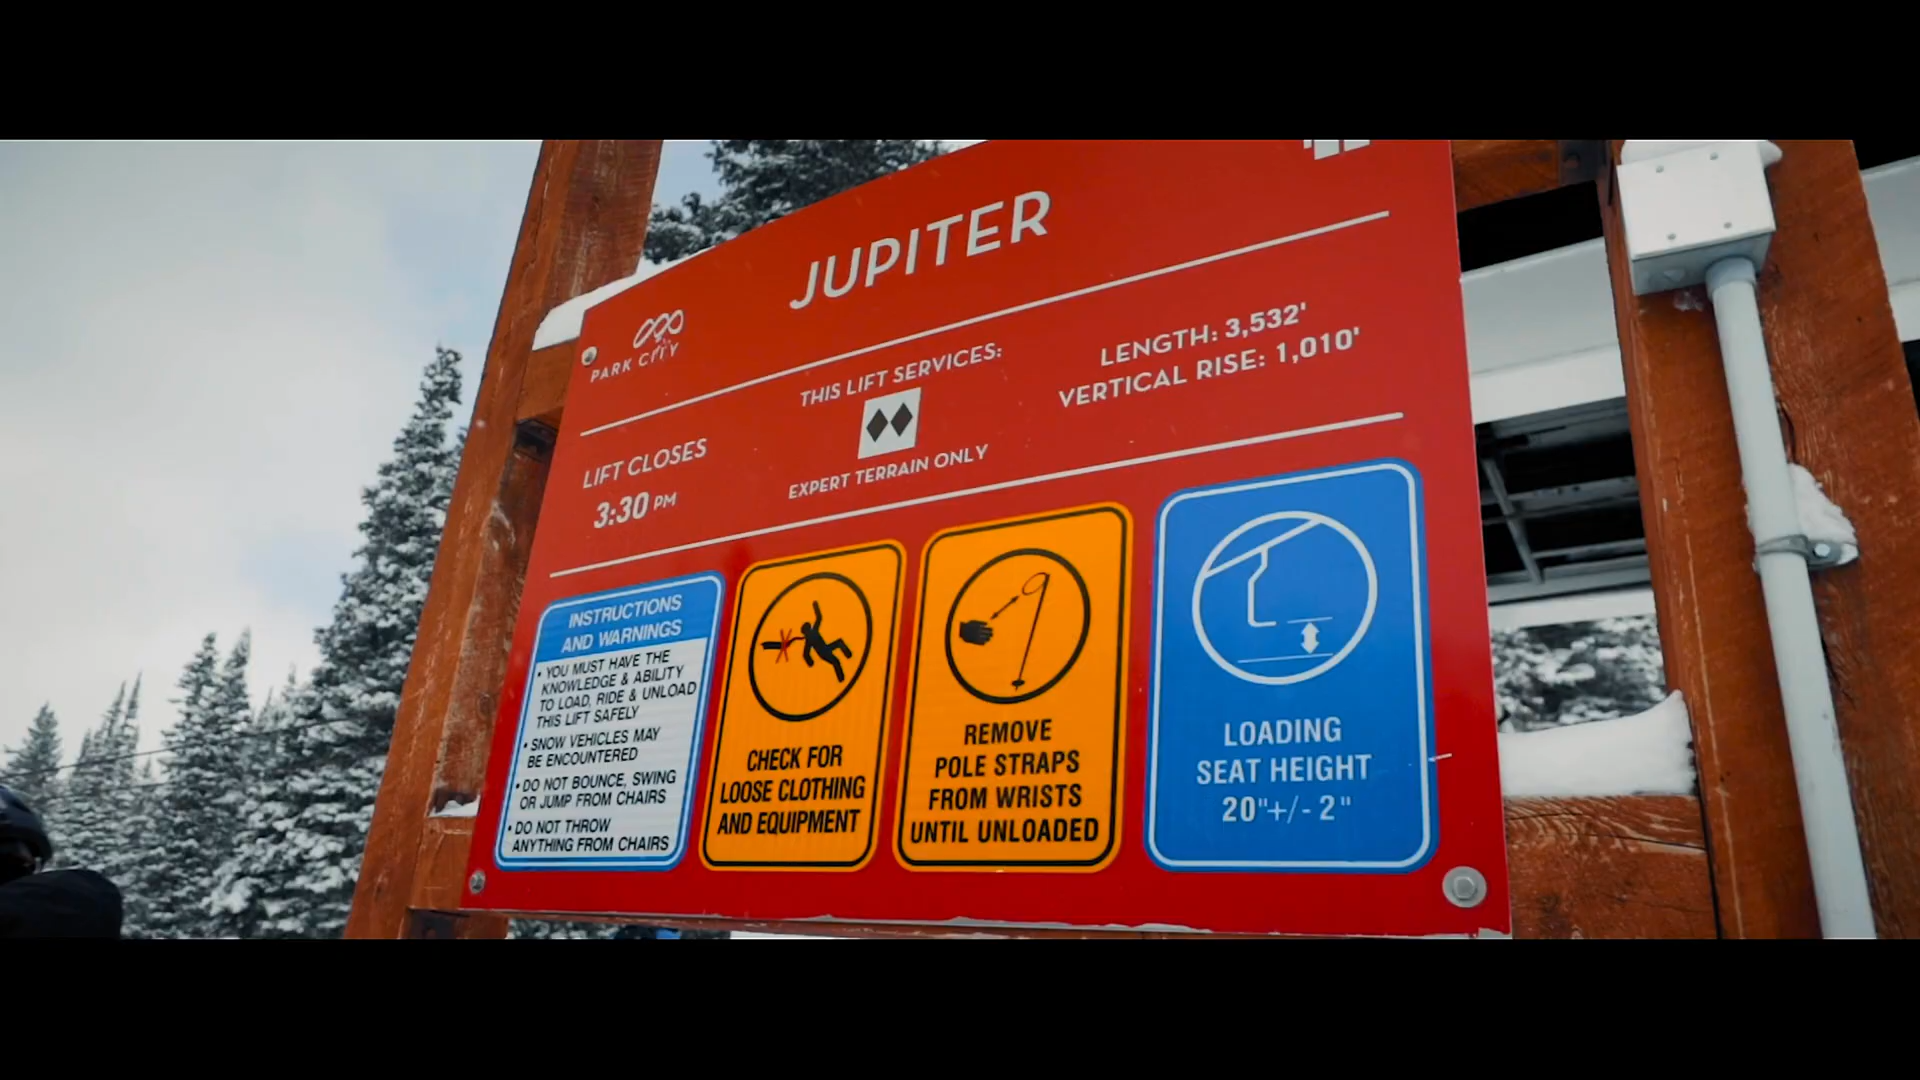 JUPITER
PARK CITY
LIFT CLOSES
3:30 PM
THIS LIFT SERVICES:
EXPERT TERRAIN ONLY
LENGTH: 3,532'
VERTICAL RISE: 1,010'
INSTRUCTIONS
AND WARNINGS
• YOU MUST HAVE THE
KNOWLEDGE & ABILITY
TO LOAD, RIDE & UNLOAD
THIS LIFT SAFELY
• SNOW VEHICLES MAY
BE ENCOUNTERED
• DO NOT BOUNCE, SWING
OR JUMP FROM CHAIRS
• DO NOT THROW
ANYTHING FROM CHAIRS
CHECK FOR
LOOSE CLOTHING
AND EQUIPMENT
REMOVE
POLE STRAPS
FROM WRISTS
UNTIL UNLOADED
LOADING
SEAT HEIGHT
20"+/- 2"